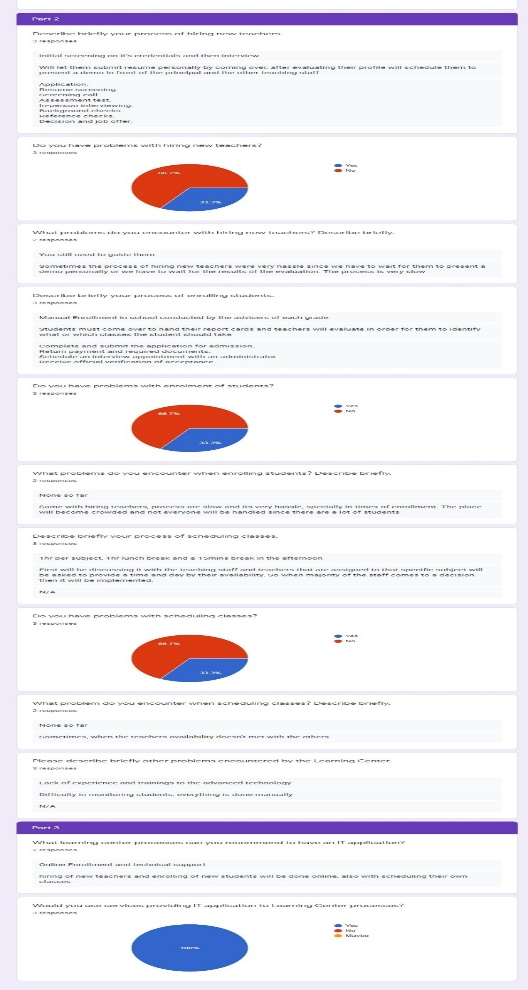 Part 2
Describe briefly your process of hiring new teachers.
3 responses
Initial screening on it's credentials and then interview
Will let them submit resume personally by coming over, after evaluating their profile will schedule them to
present a demo in front of the principal and the other teaching staff
Application.
Resume screening.
Screening call.
Assessment test.
Inperson interviewing.
Background checks.
Reference checks.
Decision and job offer.
Do you have problems with hiring new teachers?
3 responses
66.7%
33.3%
Yes
No
What problems do you encounter with hiring new teachers? Describe briefly.
2 responses
You still need to guide them
Sometimes the process of hiring new teachers were very hassle since we have to wait for them to present a
demo personally or we have to wait for the results of the evaluation. The process is very slow
Describe briefly your process of enrolling students.
3 responses
Manual Enrollment in school conducted by the advisers of each grade
Students must come over to hand their report cards and teachers will evaluate in order for them to identify
what or which classes the student should take
Complete and submit the application for admission.
Return payment and required documents.
Schedule an interview appointment with an administrator
Receive official verification of acceptance
Do you have problems with enrolment of students?
3 responses
66.7%
33.3%
Yes
No
What problems do you encounter when enrolling students? Describe briefly.
2 responses
None so far
Same with hiring teachers, process are slow and its very handle, specially in times of enrollment. The place
will become crowded and not everyone will be handled since there are a lot of students
Describe briefly your process of scheduling classes.
3 responses
1hr per subject, 1hr lunch break and a 15mins break in the afternoon
First will be discussing it with the teaching staff and teachers that are assigned in that specific subject will
be asked to provide a time and day by their availability. So when majority of the staff comes to a decision
then it will be implemented.
N/A
Do you have problems with scheduling classes?
3 responses
66.7%
33.3%
Yes
No
What problem do you encounter when scheduling classes? Describe briefly.
2 responses
None so far
Sometimes, when the teachers availability doesn't met with the others
Please describe briefly other problems encountered by the Learning Center.
3 responses
Lack of experience and trainings to the advanced technology
Difficulty in monitoring students, everything is done manually
N/A
Part 3
What learning center processes can you recommend to have an IT application?
2 responses
Online Enrollment and technical support
hiring of new teachers and enrolling of new students will be done online, also with scheduling their own
classes
Would you use services providing IT application to Learning Center processes?
3 responses
100%
Yes
No
Maybe